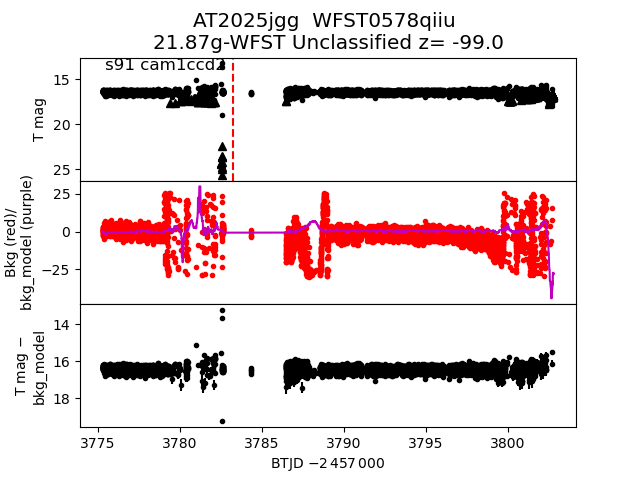 AT2025jgg  WFST0578qiiu
21.87g-WFST Unclassified z= -99.0
s91 cam1ccd2
T mag
15
20
25
Bkg (red)/
bkg_model (purple)
25
0
−25
T mag −
bkg_model
14
16
18
3775
3780
3785
3790
3795
3800
BTJD −2 457 000